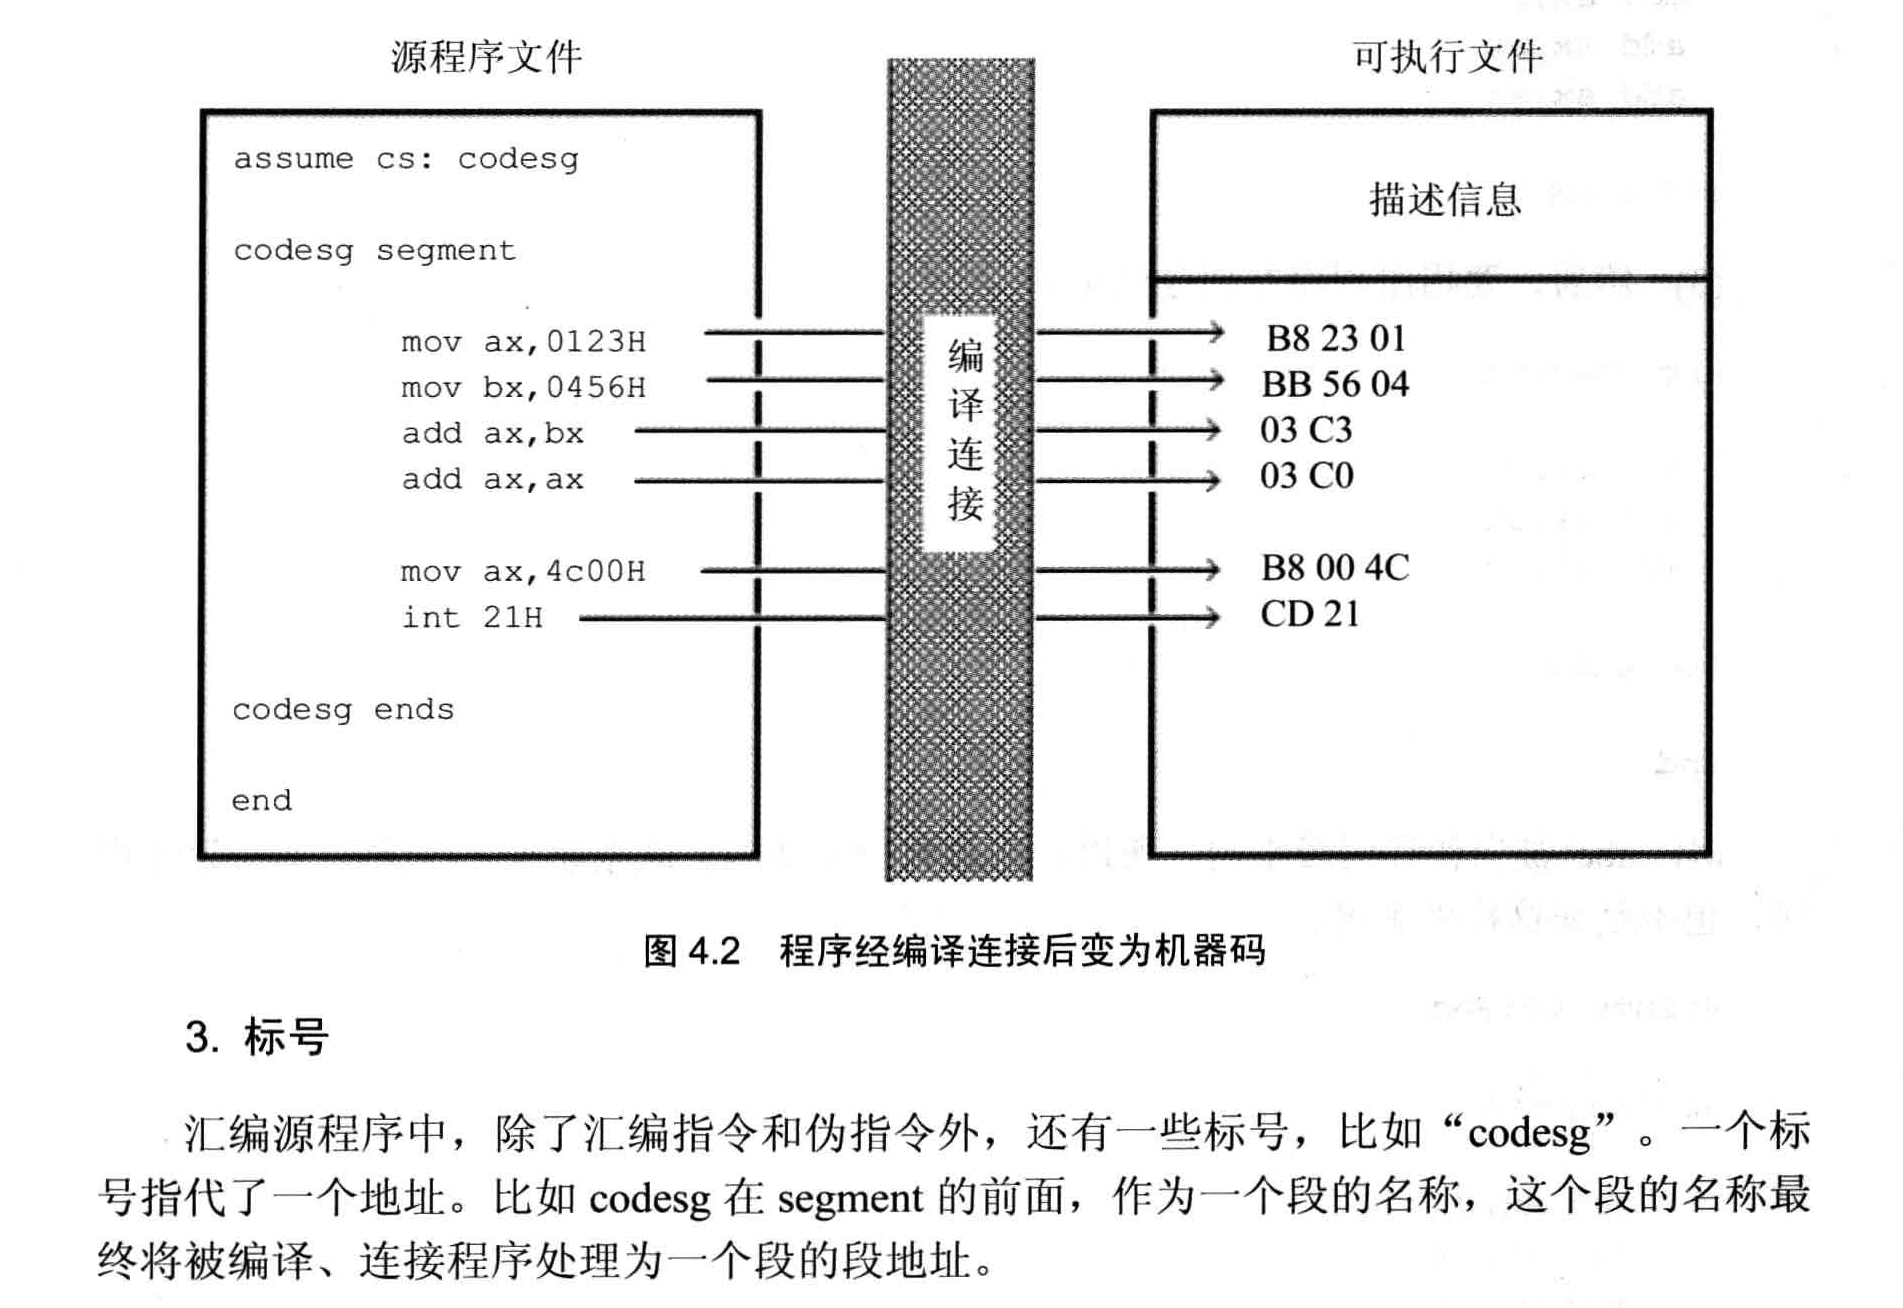 源程序文件
可执行文件
assume cs: codesg
描述信息
codesg segment
mov ax,0123H
mov bx,0456H
add ax,bx
add ax,ax
mov ax,4c00H
int 21H
codesg ends
end
编
译
连
接
B8 23 01
BB 56 04
03 C3
03 C0
B8 00 4C
CD 21
图 4.2 程序经编译连接后变为机器码
3. 标号
汇编源程序中，除了汇编指令和伪指令外，还有一些标号，比如“codesg”。一个标
号指代了一个地址。比如 codesg 在 segment 的前面，作为一个段的名称，这个段的名称最
终将被编译、连接程序处理为一个段的段地址。